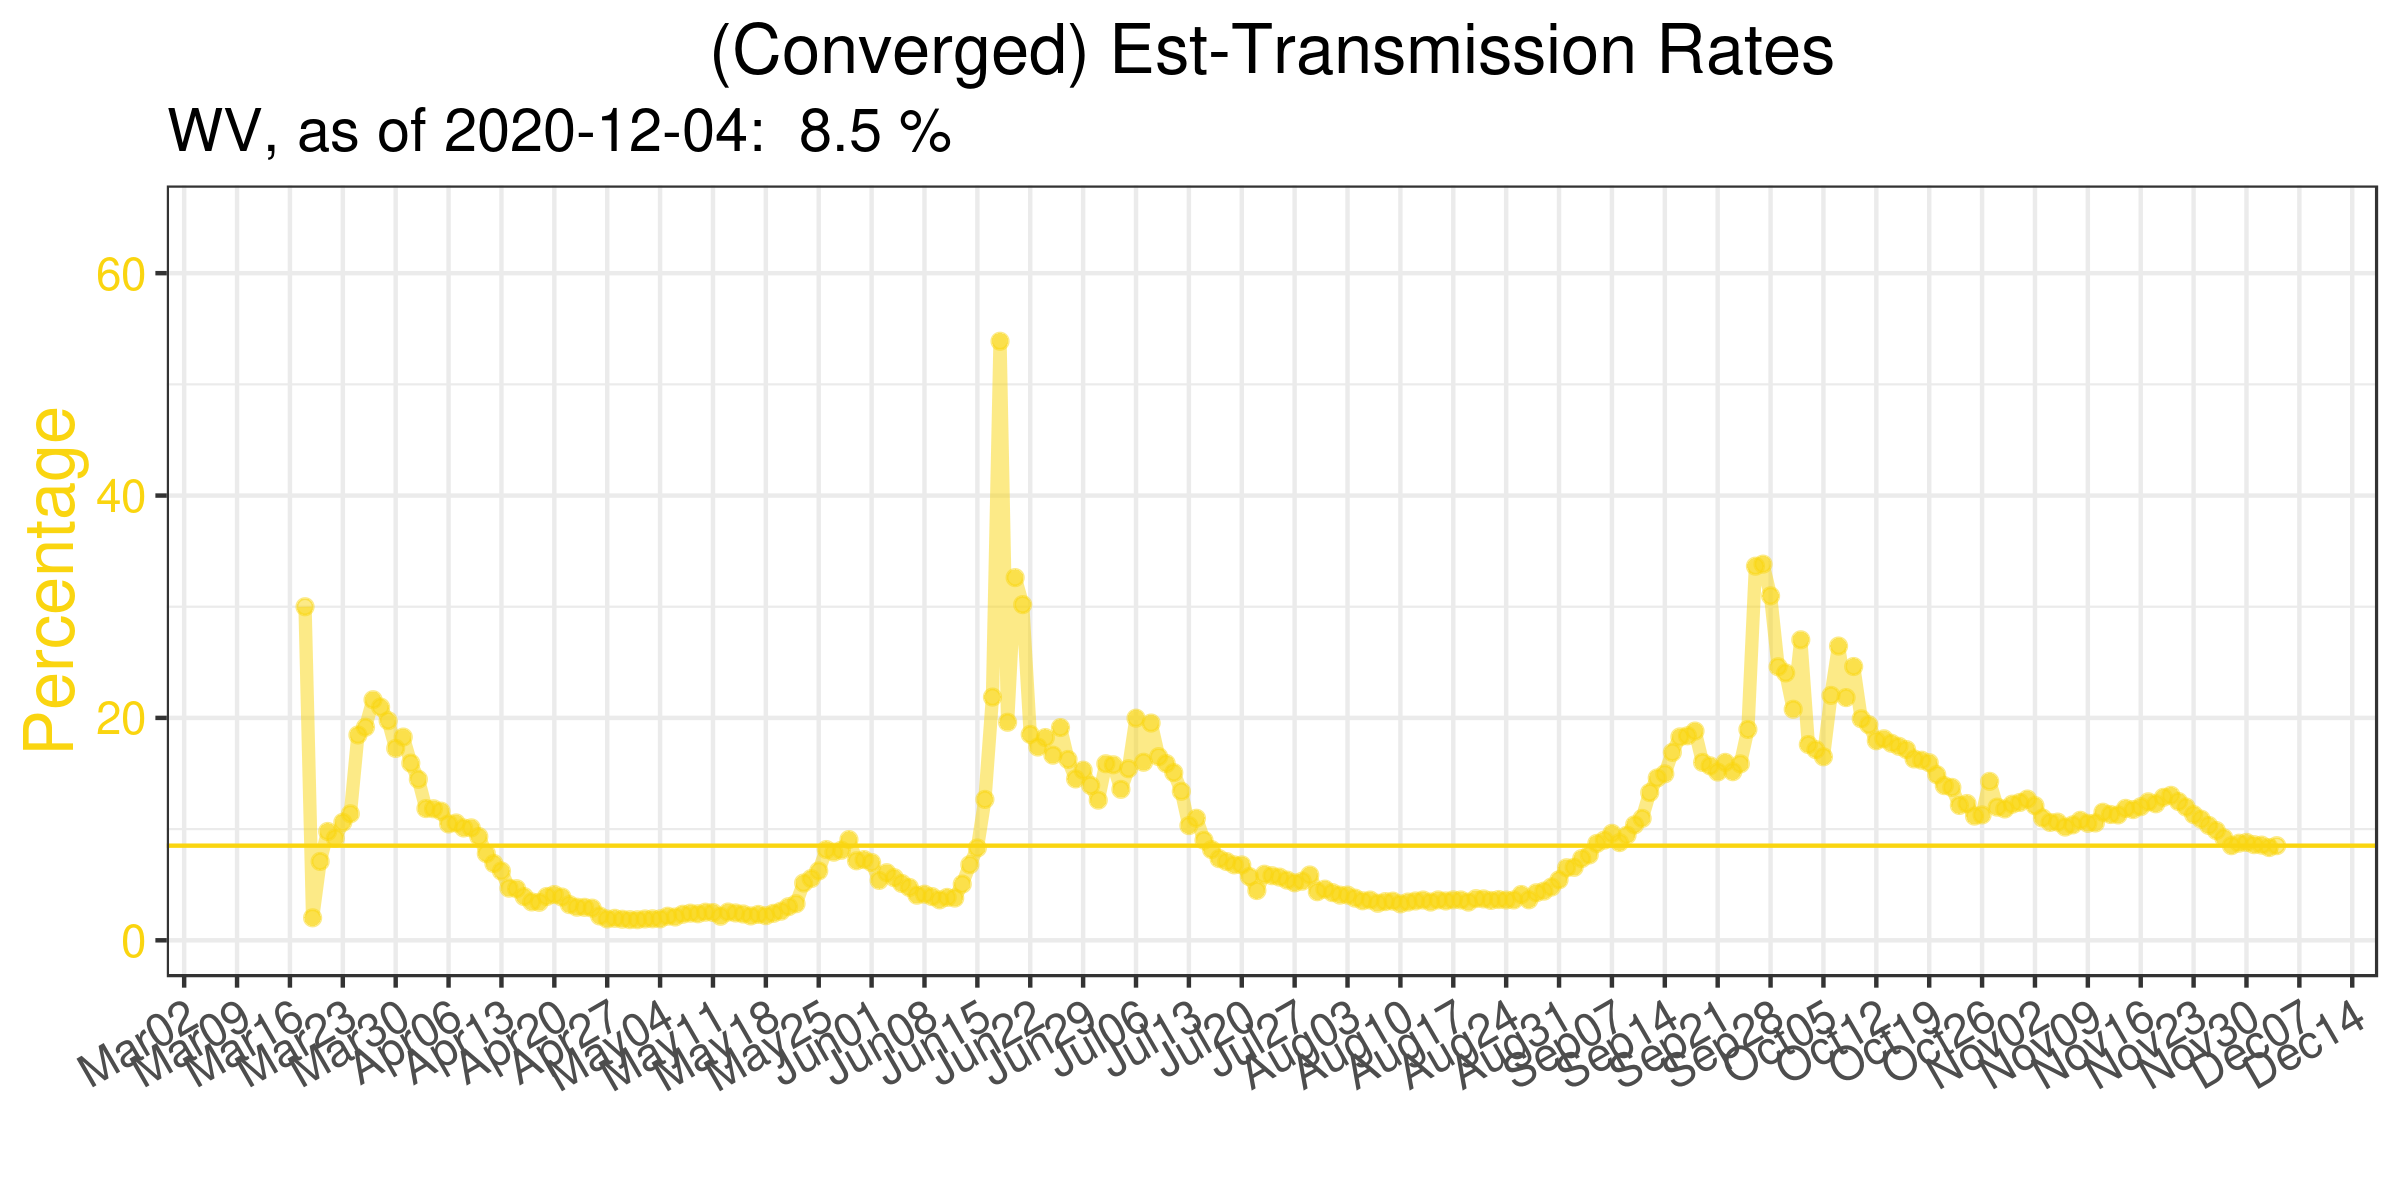 (Converged) Est-Transmission Rates
WV, as of 2020-12-04:  8.5 %
Percentage
60
40
20
0
Mar02
Mar09
Mar16
Mar23
Mar30
Apr06
Apr13
Apr20
Apr27
May04
May11
May18
May25
Jun01
Jun08
Jun15
Jun22
Jun29
Jul06
Jul13
Jul20
Jul27
Aug03
Aug10
Aug17
Aug24
Aug31
Sep07
Sep14
Sep21
Sep28
Oct05
Oct12
Oct19
Oct26
Nov02
Nov09
Nov16
Nov23
Nov30
Dec07
Dec14